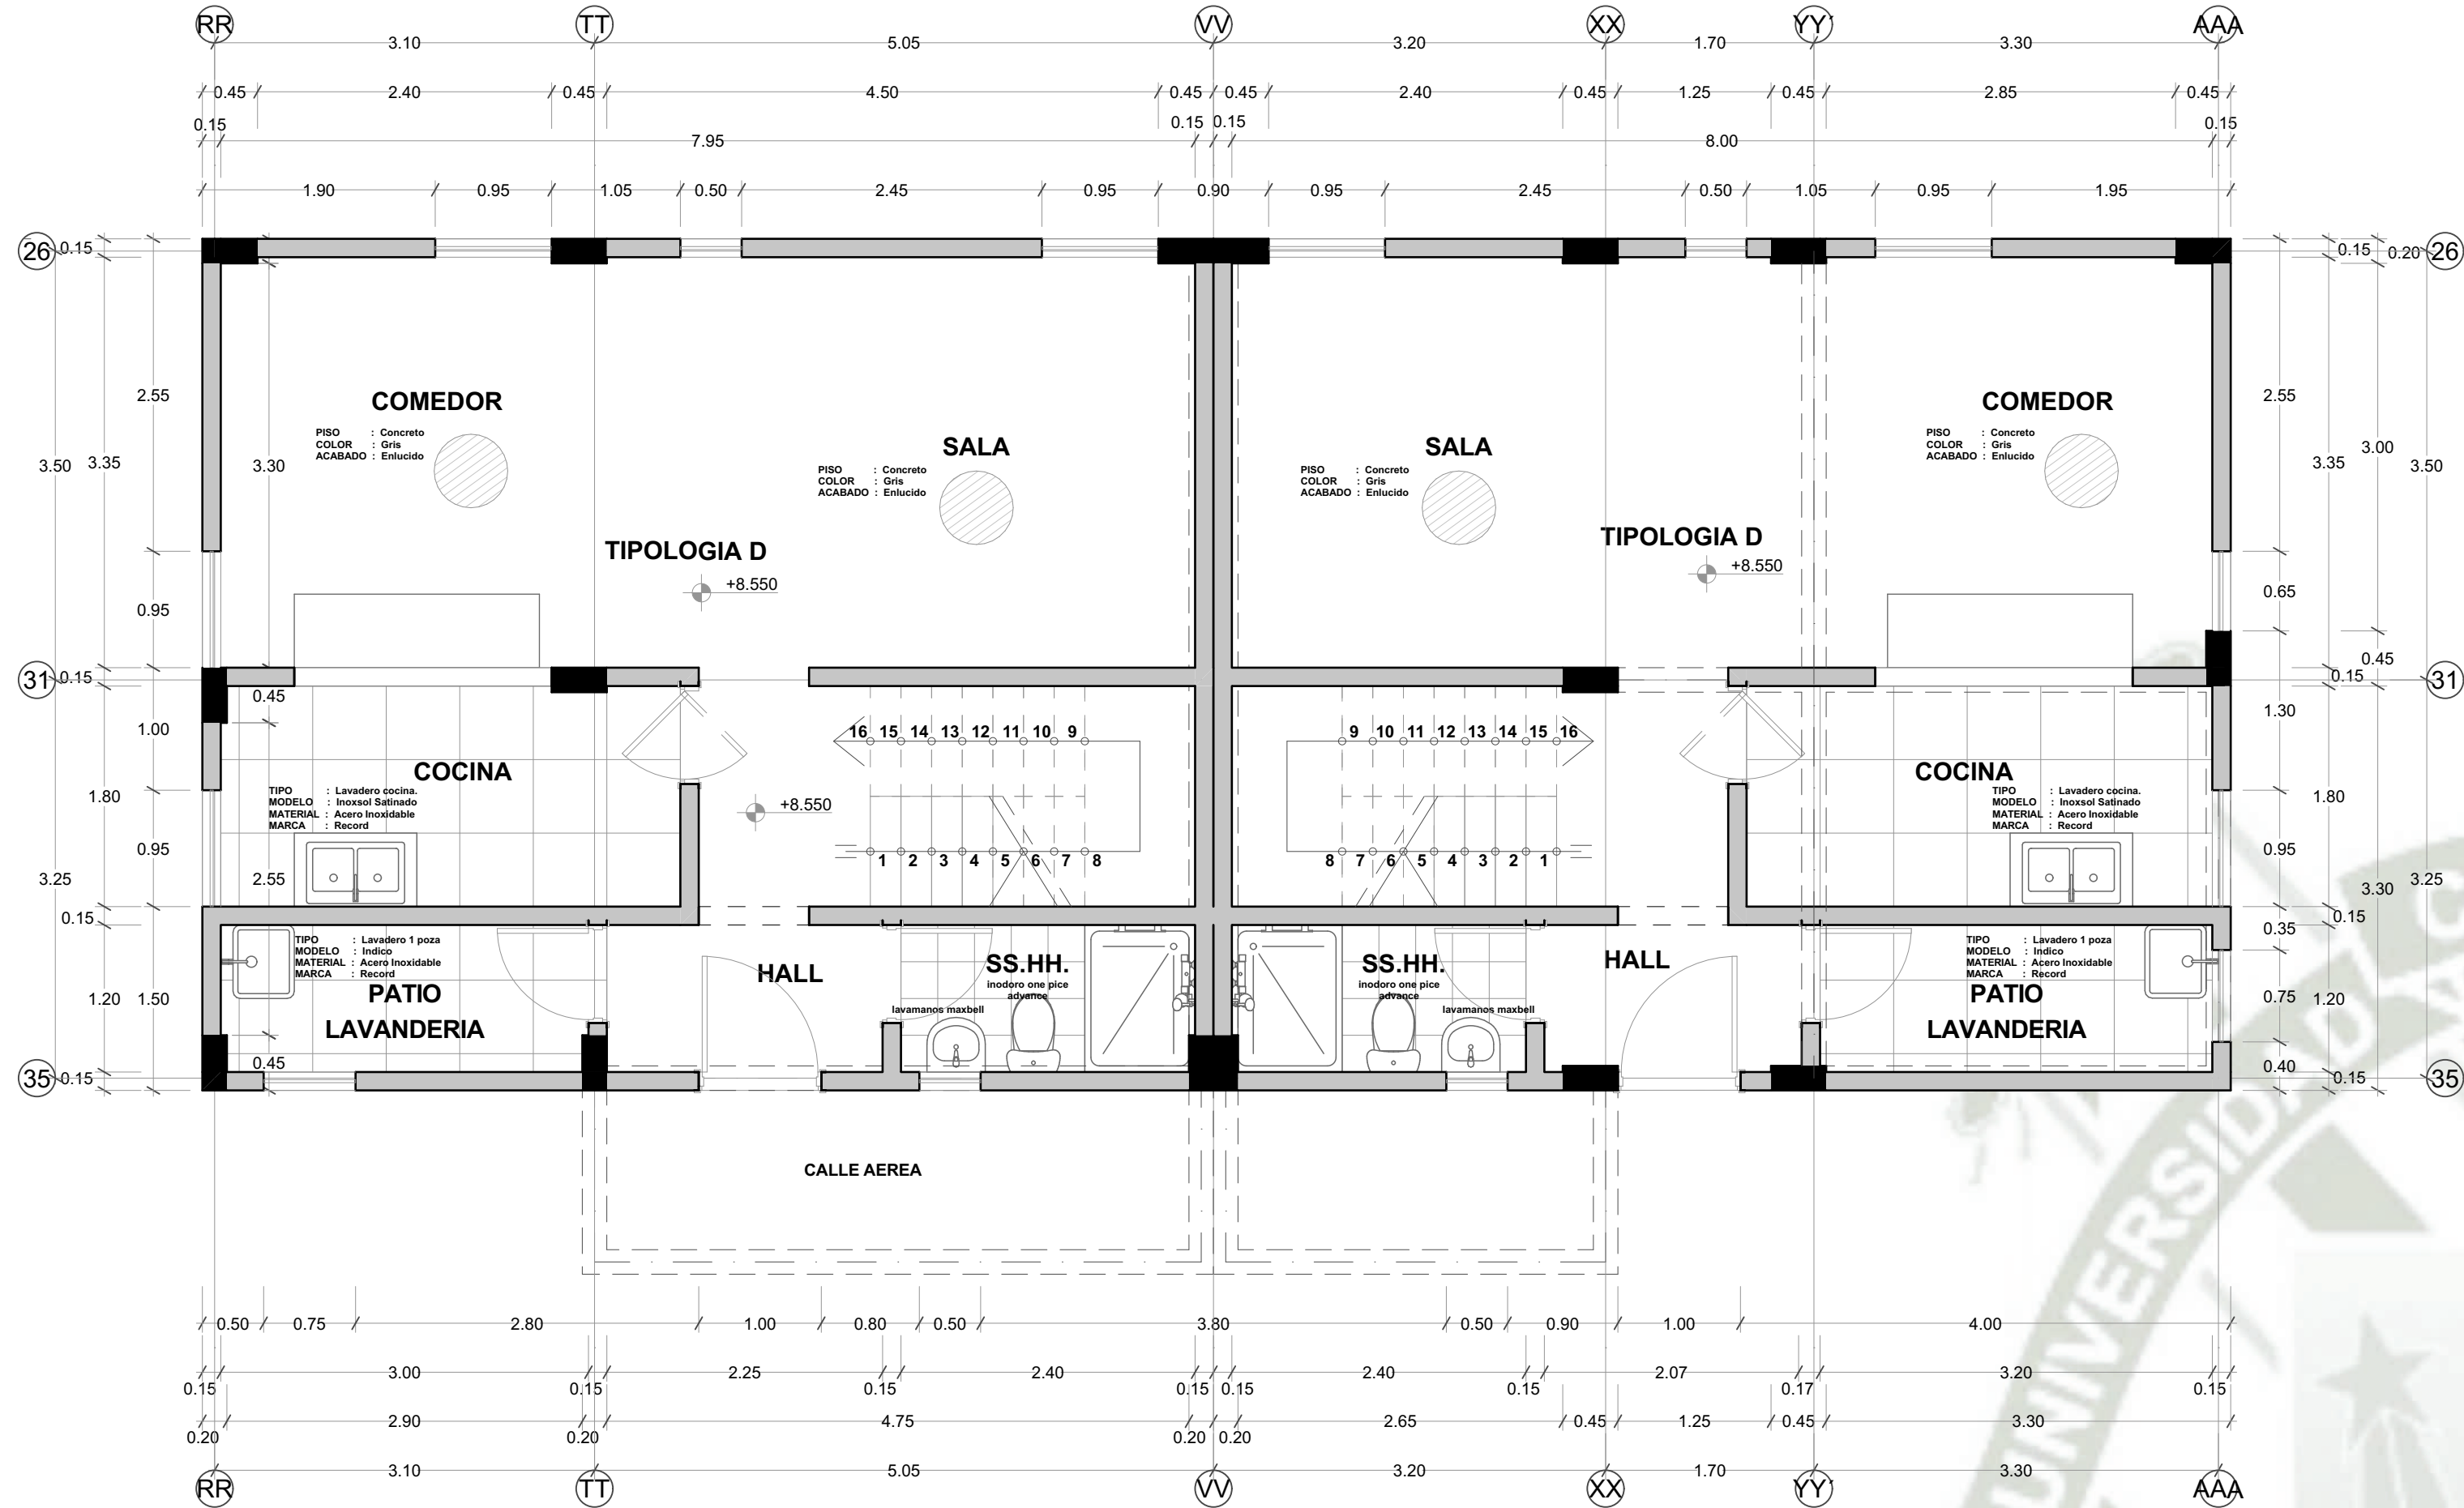 RR TT VV XX YY´ AAA
3.10 5.05 3.20 1.70 3.30
0.45 2.40 0.45 4.50 0.45 0.45 2.40 0.45 1.25 0.45 2.85 0.45
0.15 0.15 0.15 0.15
7.95 8.00
1.90 0.95 1.05 0.50 2.45 0.95 0.90 0.95 2.45 0.50 1.05 0.95 1.95
26 0.15 0.15 0.20 26
2.55 2.55
COMEDOR COMEDOR
PISO : Concreto
COLOR : Gris
ACABADO : Enlucido
PISO : Concreto
COLOR : Gris
ACABADO : Enlucido
SALA SALA
PISO : Concreto
COLOR : Gris
ACABADO : Enlucido
PISO : Concreto
COLOR : Gris
ACABADO : Enlucido
3.50 3.35 3.30 3.35 3.00 3.50
TIPOLOGIA D TIPOLOGIA D
+8.550 +8.550
0.95 0.65
31 0.15 0.45 0.15 31
0.45
1.00 1.30
16 15 14 13 12 11 10 9 9 10 11 12 13 14 15 16
COCINA COCINA
TIPO : Lavadero cocina.
MODELO : Inoxsol Satinado
MATERIAL : Acero Inoxidable
MARCA : Record
TIPO : Lavadero cocina.
MODELO : Inoxsol Satinado
MATERIAL : Acero Inoxidable
MARCA : Record
1.80 1.80
+8.550
0.95 0.95
1 2 3 4 5 6 7 8 8 7 6 5 4 3 2 1
3.25 2.55 3.30 3.25
0.15 0.15
0.35
TIPO : Lavadero 1 poza
MODELO : Indico
MATERIAL : Acero Inoxidable
MARCA : Record
TIPO : Lavadero 1 poza
MODELO : Indico
MATERIAL : Acero Inoxidable
MARCA : Record
HALL SS.HH. SS.HH. HALL
inodoro one pice
advance
inodoro one pice
advance
lavamanos maxbell lavamanos maxbell
PATIO
LAVANDERIA
PATIO
LAVANDERIA
1.20 1.50 0.75 1.20
0.45 0.40
35 0.15 0.15 35
CALLE AEREA
0.50 0.75 2.80 1.00 0.80 0.50 3.80 0.50 0.90 1.00 4.00
3.00 2.25 2.40 2.40 2.07 3.20
0.15 0.15 0.15 0.15 0.15 0.15 0.17 0.15
2.90 4.75 2.65 0.45 1.25 0.45 3.30
0.20 0.20 0.20 0.20
3.10 5.05 3.20 1.70 3.30
RR TT VV XX YY´ AAA
UNIVERSIDAD C